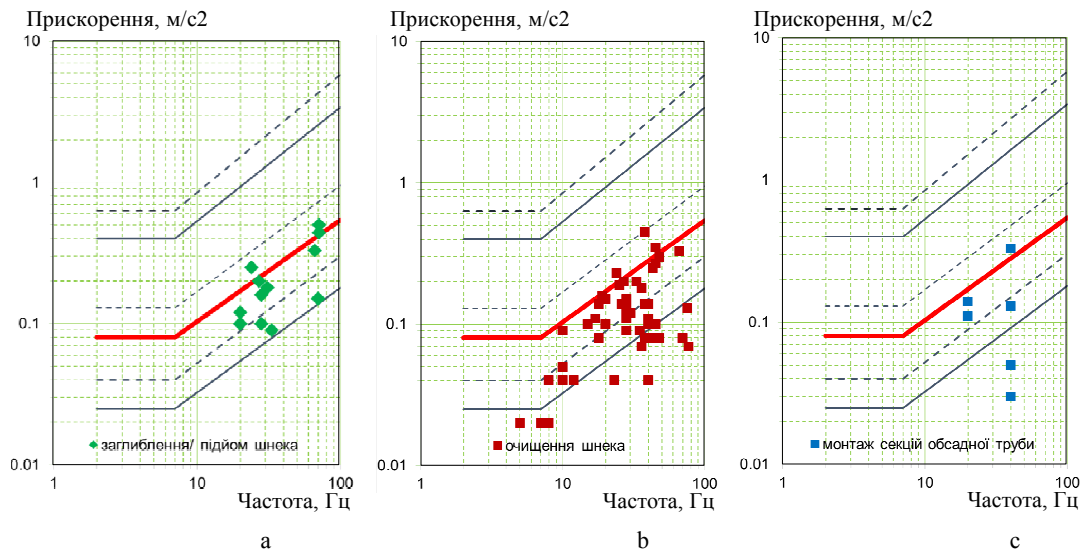 Прискорення, м/с2
10
1
0.1
0.01
1
10
100
заглиблення/ підйом шнека
Частота, Гц
a
Прискорення, м/с2
10
1
0.1
0.01
1
10
100
очищення шнека
Частота, Гц
b
Прискорення, м/с2
10
1
0.1
0.01
1
10
100
монтаж секцій обсадної труби
Частота, Гц
c